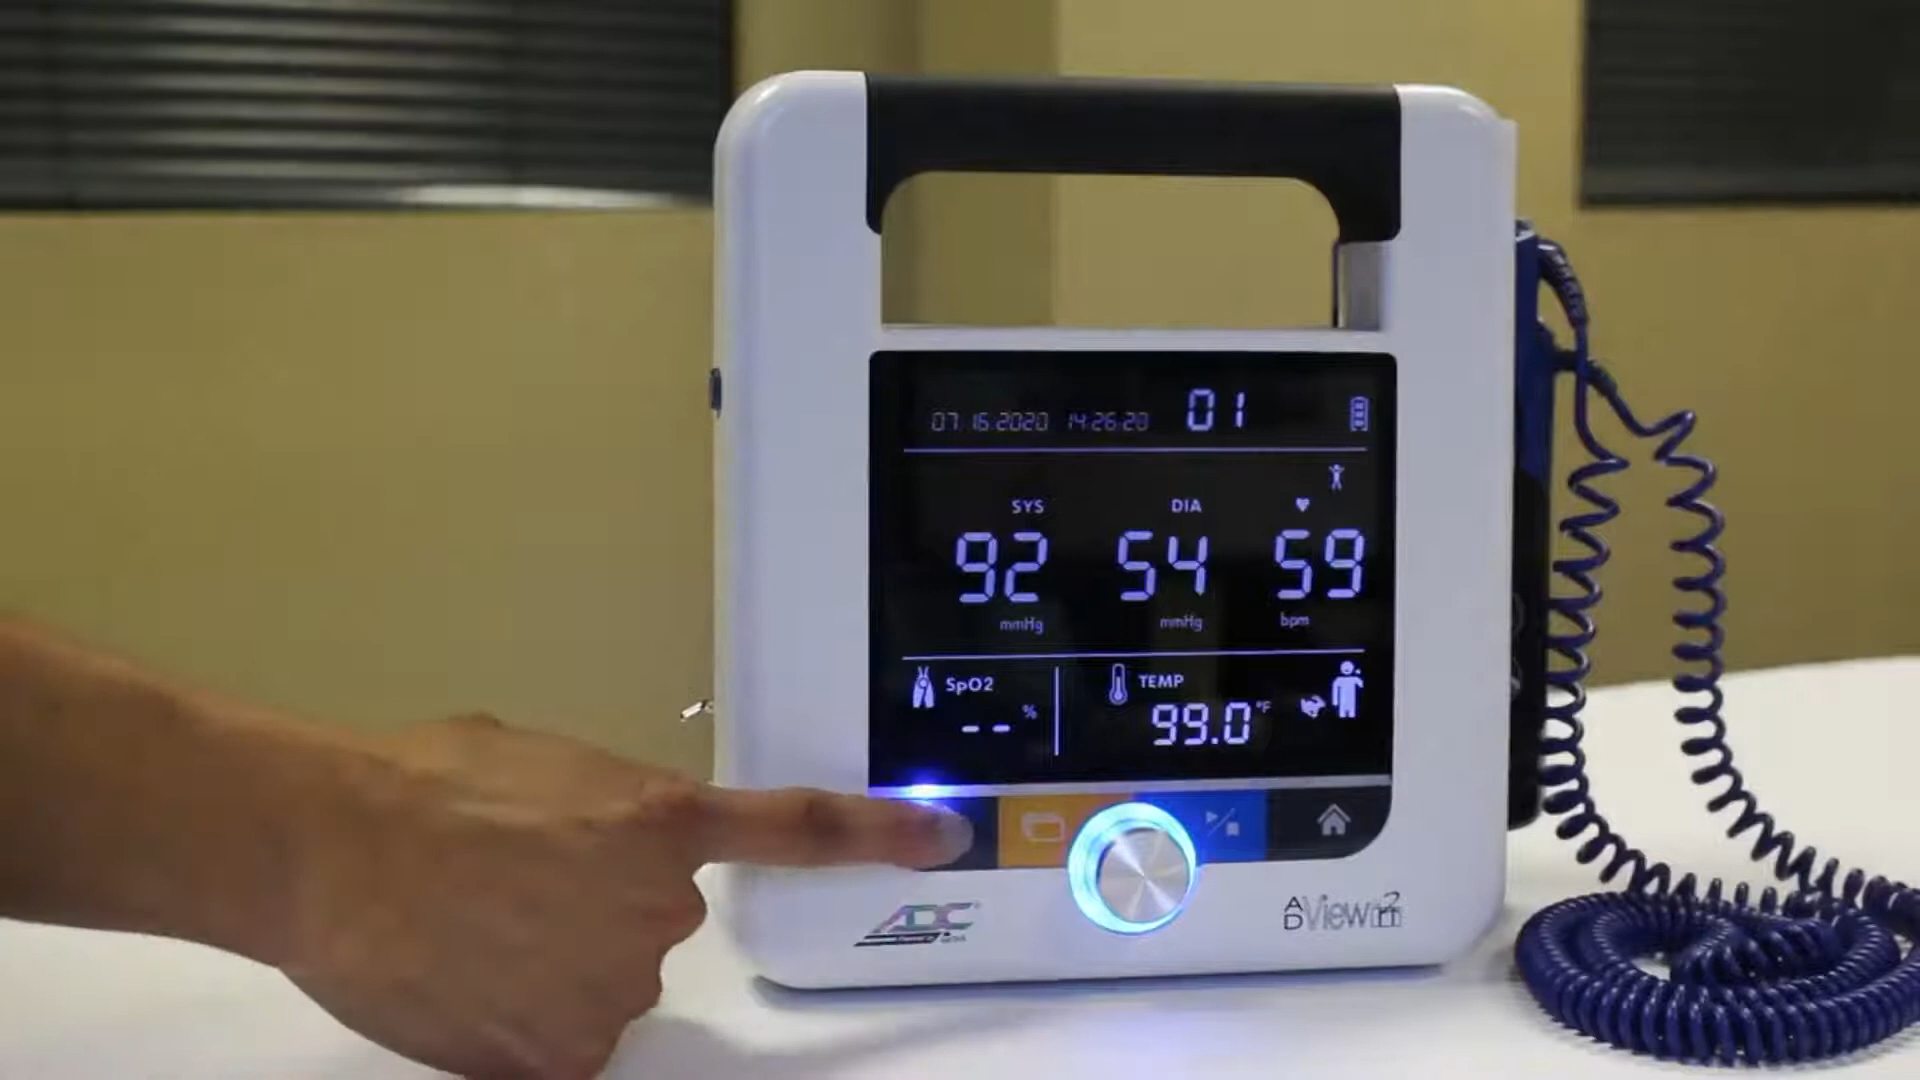 07.16.2020 14:26:20 01
SYS DIA
92 54 59
mmHg mmHg bpm
SpO2 TEMP
-- % 99.0 °F
ADC
ADView 2